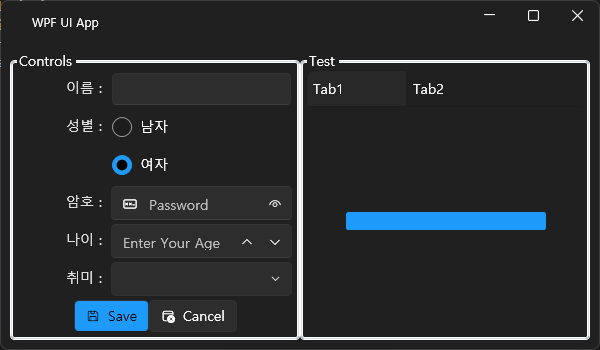 WPF UI App
Controls
이름 :
성별 :
남자
여자
암호 :
Password
나이 :
Enter Your Age
취미 :
Save
Cancel
Test
Tab1
Tab2